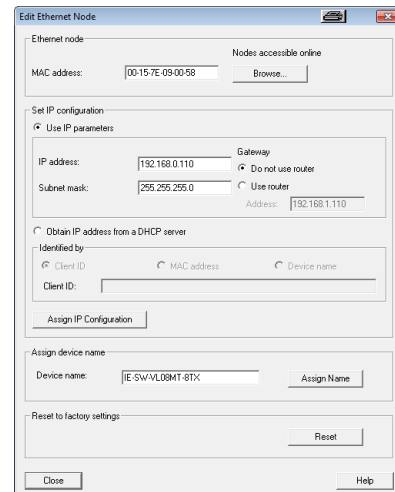 Edit Ethernet Node
Ethernet node
Nodes accessible online
MAC address: 00-15-7E-09-00-58 Browse...
Set IP configuration
Use IP parameters
Gateway
IP address: 192.168.0.110 Do not use router
Subnet mask: 255.255.255.0 Use router
Address: 192.168.1.110
Obtain IP address from a DHCP server
Identified by
Client ID MAC address Device name
Client ID:
Assign IP Configuration
Assign device name
Device name: IE-SW-VL08MT-8TX Assign Name
Reset to factory settings
Reset
Close Help